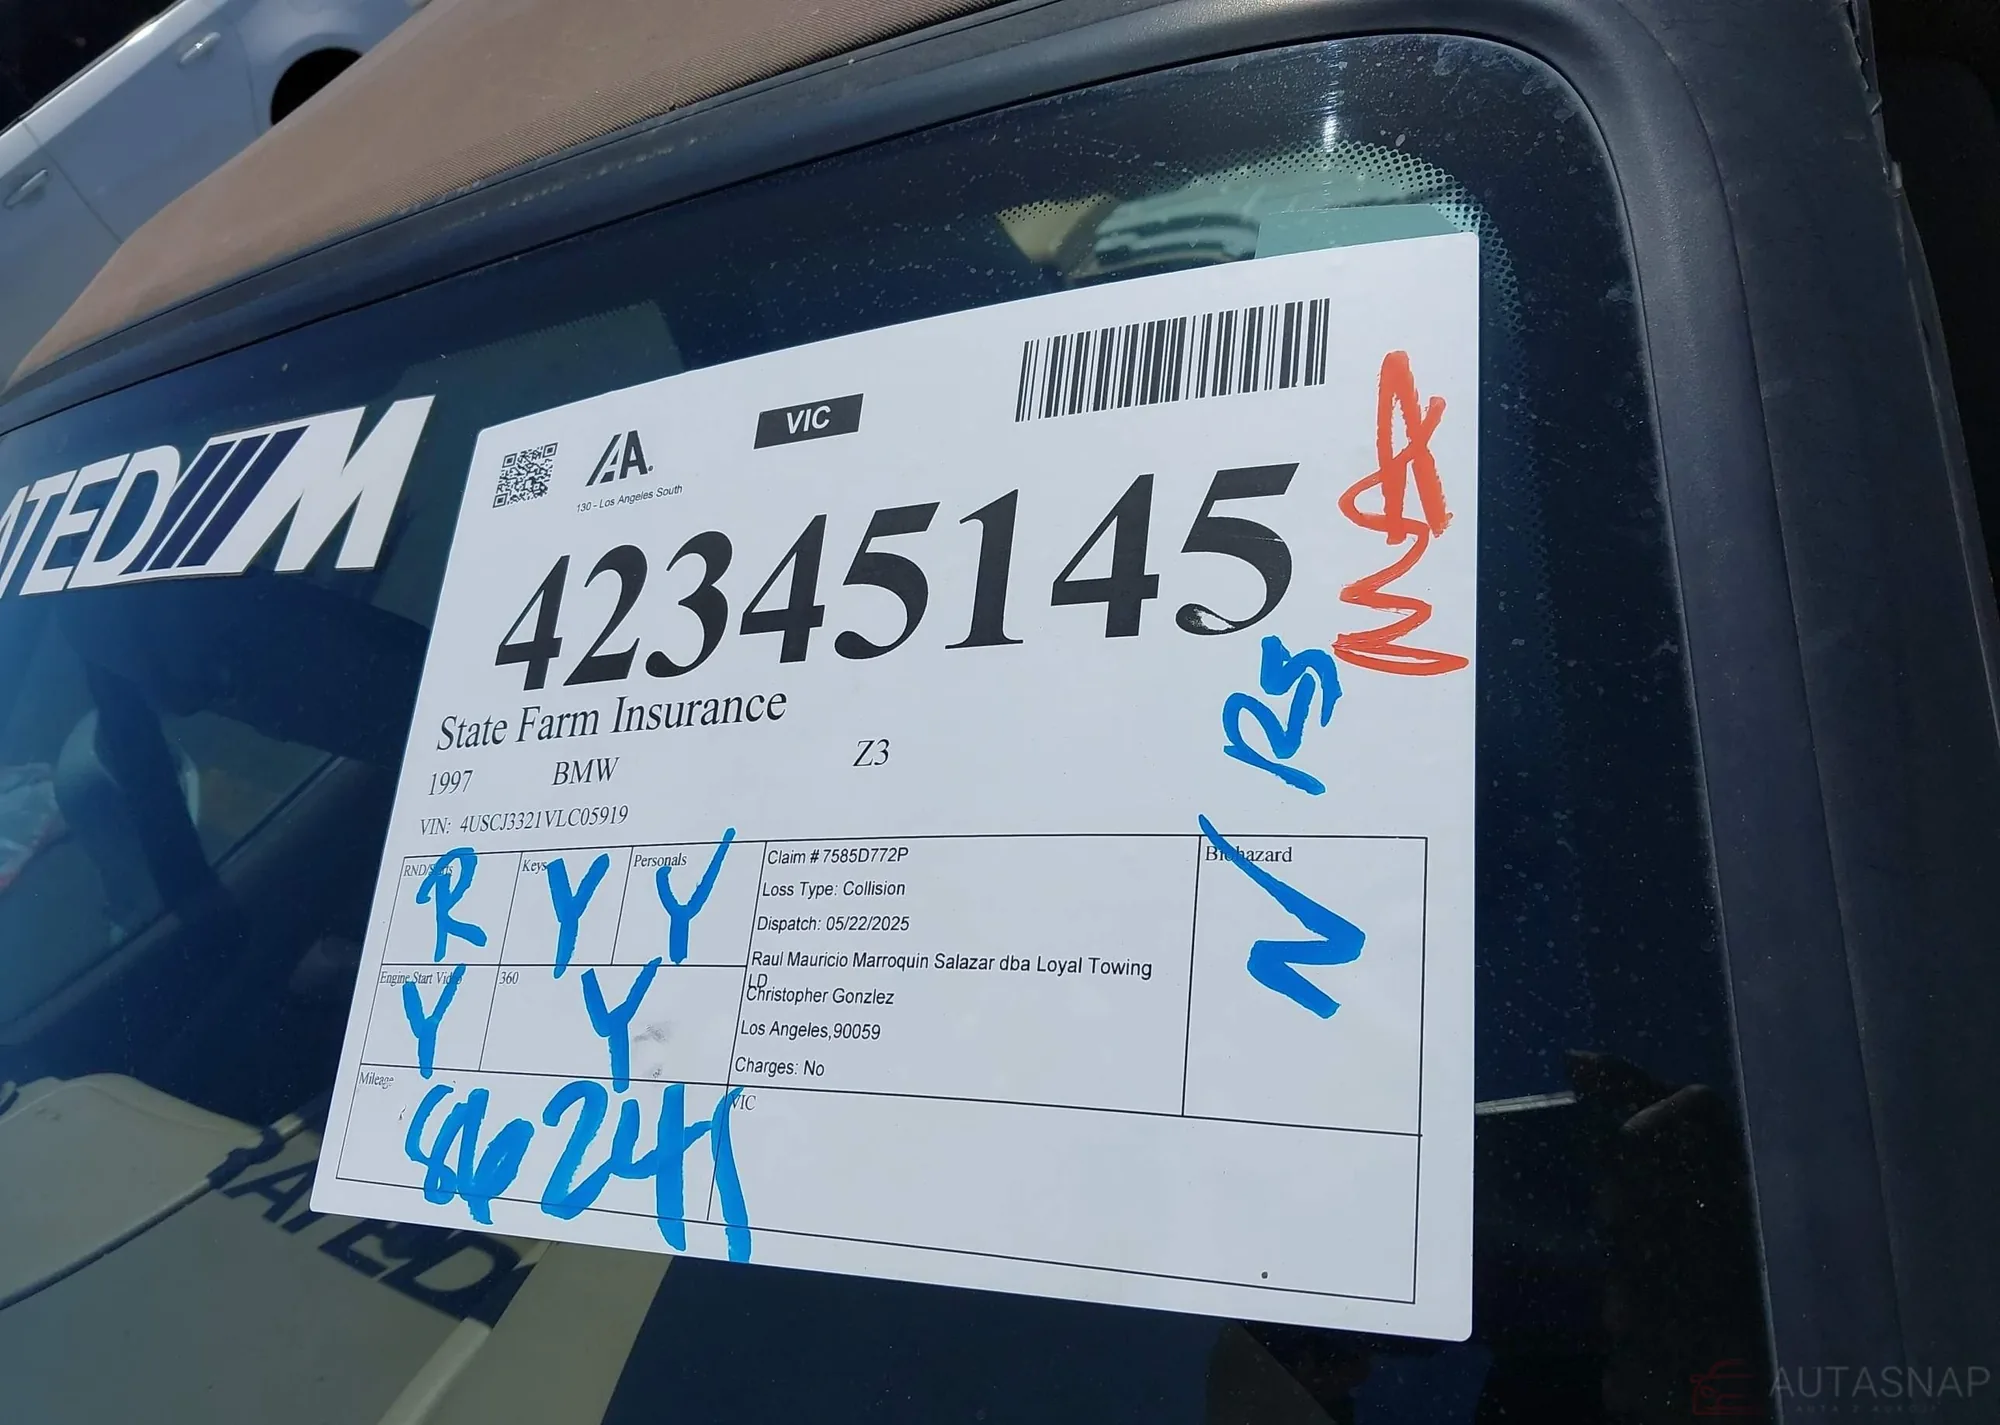 ATED M
VIC
IAA.
130 - Los Angeles South
42345145
State Farm Insurance
1997 BMW Z3
VIN: 4USCJ3321VLC05919
RS
Keys Personals
R Y Y
Claim # 7585D772P
Loss Type: Collision
Dispatch: 05/22/2025
Raul Mauricio Marroquin Salazar dba Loyal Towing
LD
Christopher Gonzlez
Los Angeles,90059
Charges: No
Biohazard
N
Engine Start Video 360
Y Y
Mileage
VIC
AUTASNAP